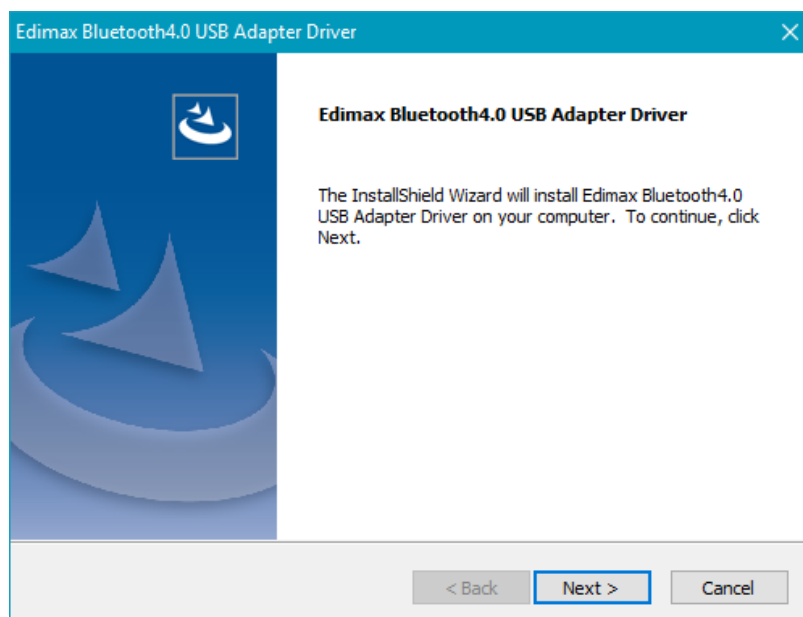 Edimax Bluetooth4.0 USB Adapter Driver
Edimax Bluetooth4.0 USB Adapter Driver
The InstallShield Wizard will install Edimax Bluetooth4.0
USB Adapter Driver on your computer.  To continue, click
Next.
< Back
Next >
Cancel